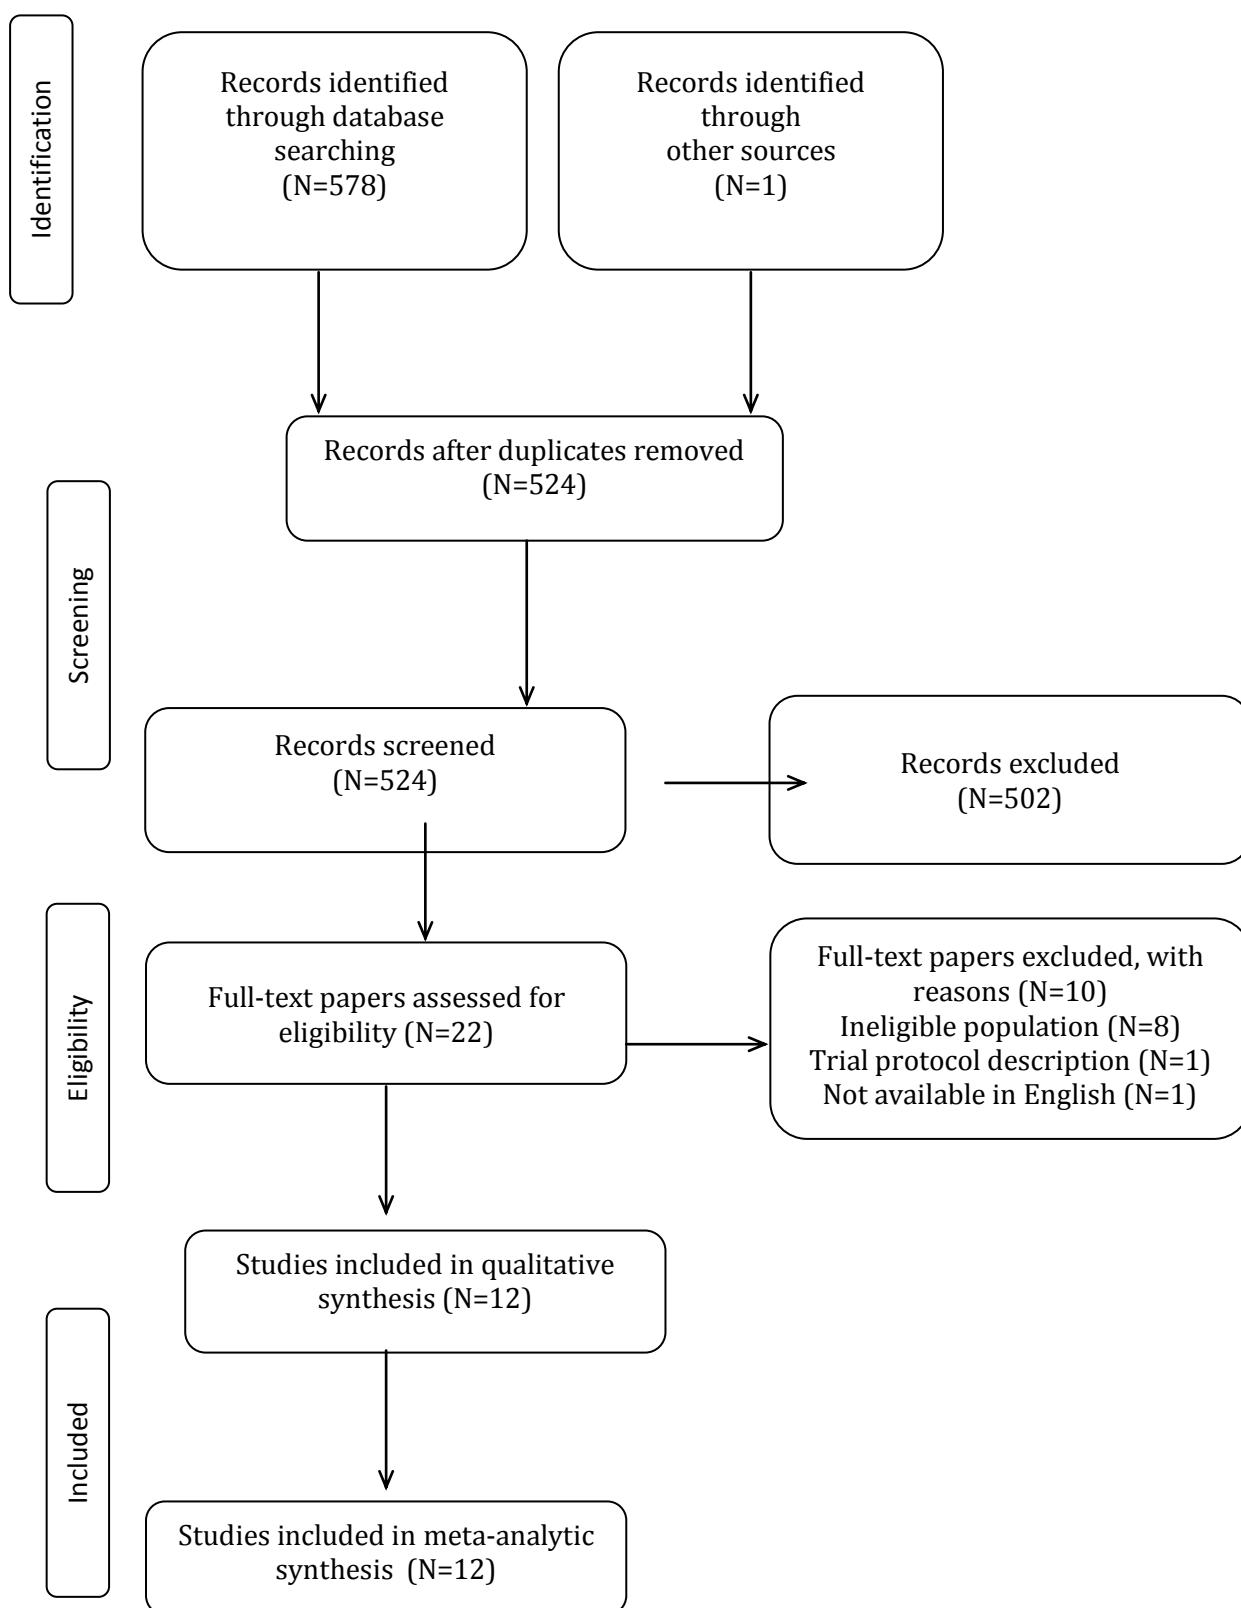 Identification
Records identified
through database
searching
(N=578)
Records identified
through
other sources
(N=1)
Records after duplicates removed
(N=524)
Screening
Records screened
(N=524)
Records excluded
(N=502)
Eligibility
Full-text papers assessed for
eligibility (N=22)
Full-text papers excluded, with
reasons (N=10)
Ineligible population (N=8)
Trial protocol description (N=1)
Not available in English (N=1)
Studies included in qualitative
synthesis (N=12)
Included
Studies included in meta-analytic
synthesis (N=12)